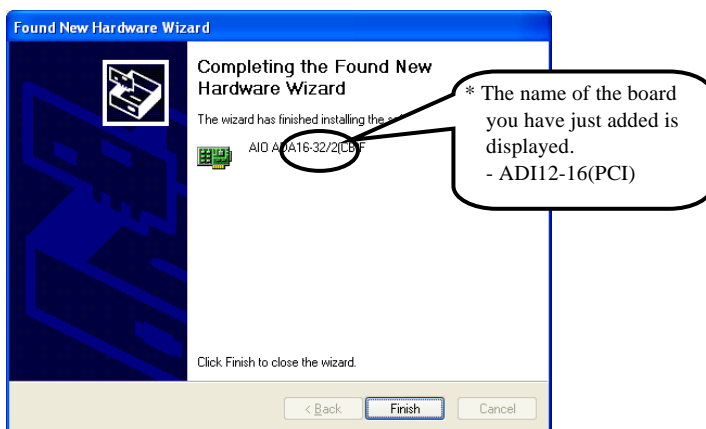 Found New Hardware Wizard
Completing the Found New
Hardware Wizard
The wizard has finished installing the
AIO ADA16-32/2(CB)F
Click Finish to close the wizard.
< Back
Finish
Cancel
* The name of the board
you have just added is
displayed.
- ADI12-16(PCI)